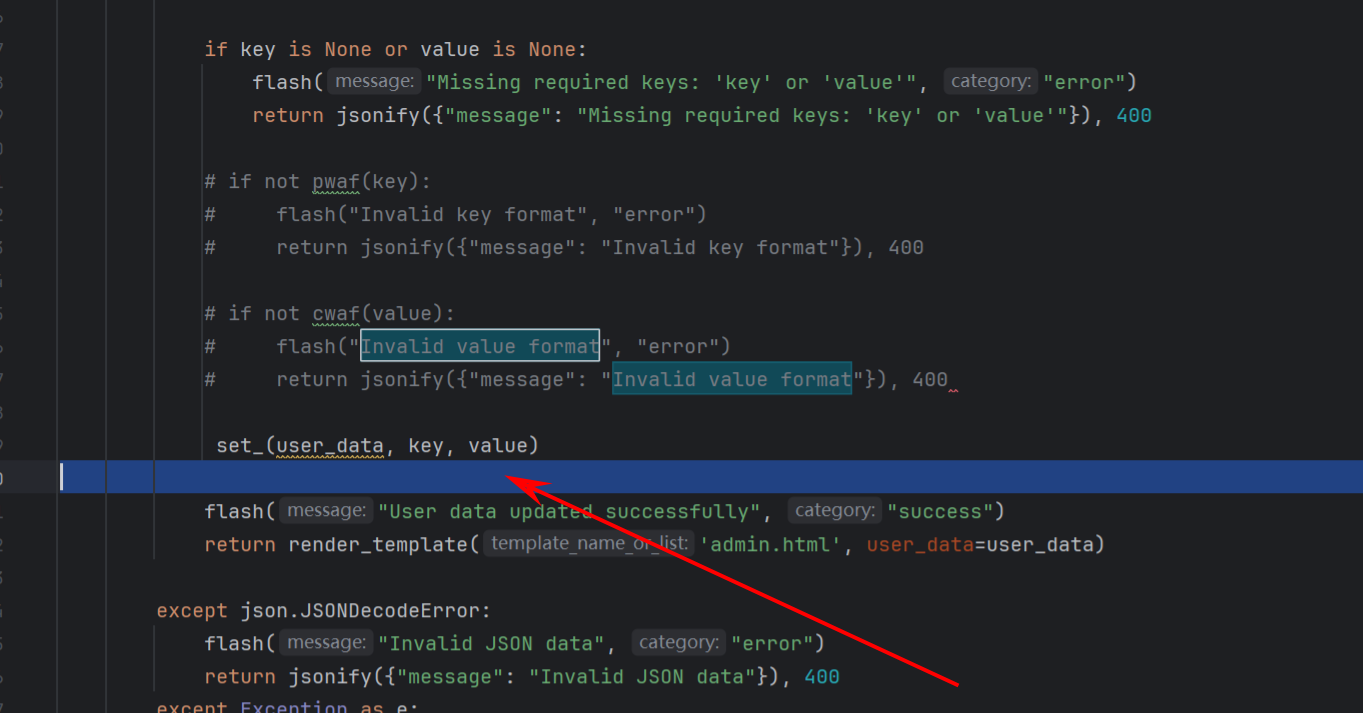 if key is None or value is None:
flash( message: "Missing required keys: 'key' or 'value'", category: "error")
return jsonify({"message": "Missing required keys: 'key' or 'value'"}), 400
# if not pwaf(key):
#     flash("Invalid key format", "error")
#     return jsonify({"message": "Invalid key format"}), 400
# if not cwaf(value):
#     flash("Invalid value format", "error")
#     return jsonify({"message": "Invalid value format"}), 400
set_(user_data, key, value)
flash( message: "User data updated successfully", category: "success")
return render_template( template_name_or_list: 'admin.html', user_data=user_data)
except json.JSONDecodeError:
flash( message: "Invalid JSON data", category: "error")
return jsonify({"message": "Invalid JSON data"}), 400
except Exception as e: